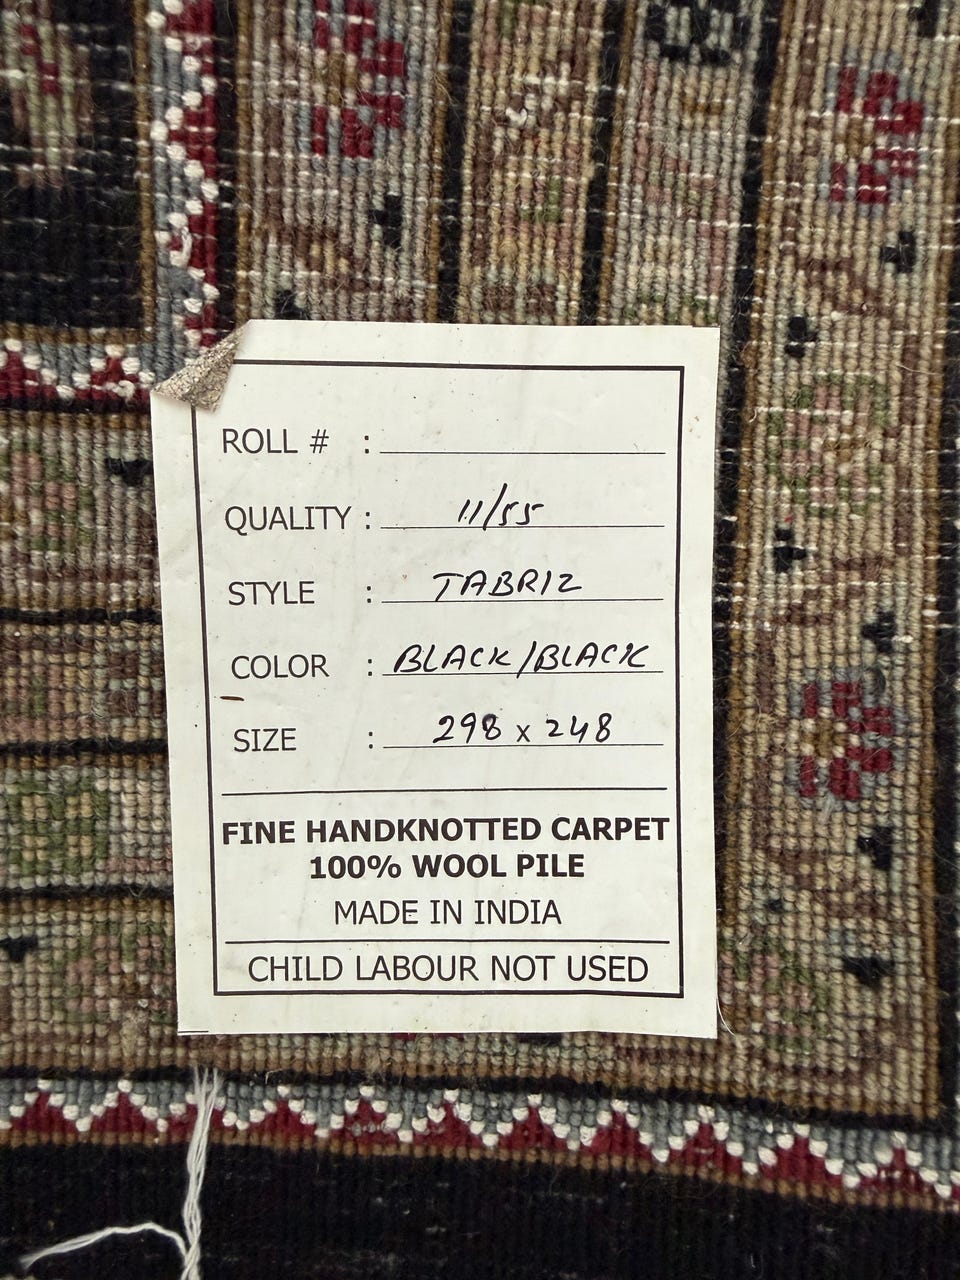 ROLL # :
QUALITY : 11/55
STYLE : TABRIZ
COLOR : BLACK/BLACK
SIZE : 298 x 248
FINE HANDKNOTTED CARPET
100% WOOL PILE
MADE IN INDIA
CHILD LABOUR NOT USED